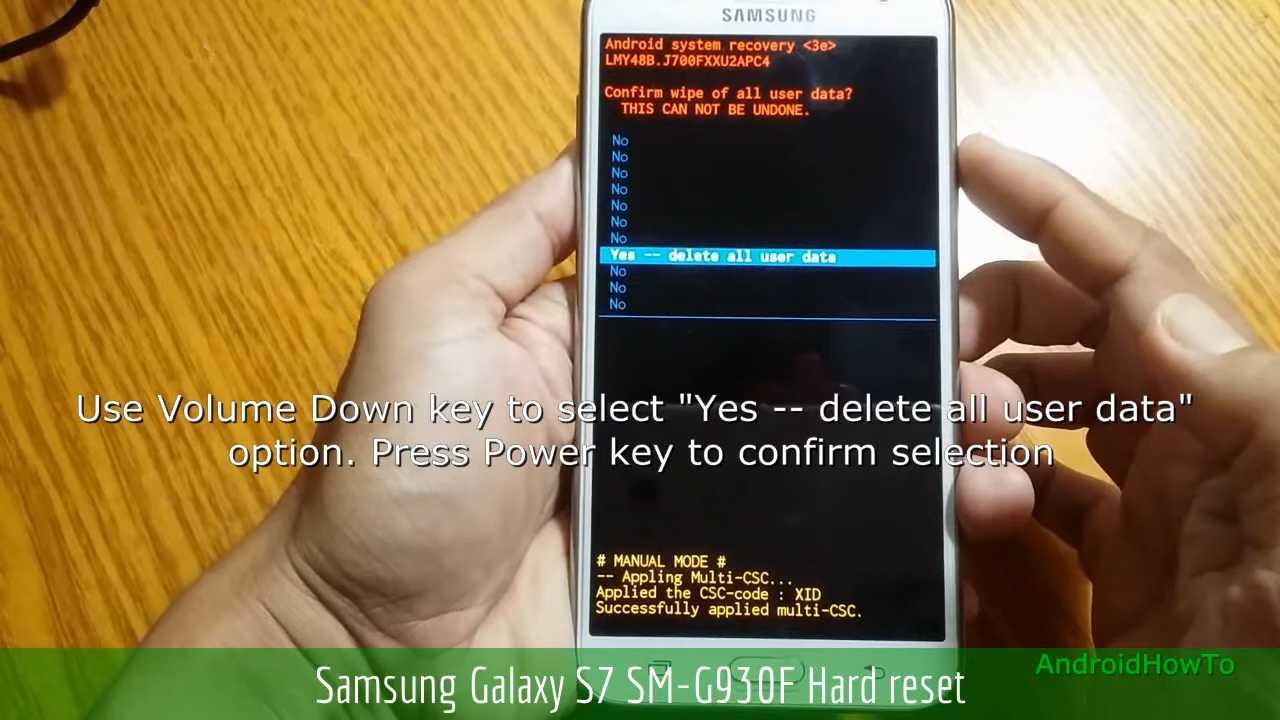 SAMSUNG
Android system recovery <3e>
LMY48B.J700FXXU2APC4
Confirm wipe of all user data?
THIS CAN NOT BE UNDONE.
No
No
No
No
No
No
No
Yes -- delete all user data
No
No
No
Use Volume Down key to select "Yes -- delete all user data"
option. Press Power key to confirm selection
# MANUAL MODE #
-- Appling Multi-CSC...
Applied the CSC-code : XID
Successfully applied multi-CSC.
AndroidHowTo
Samsung Galaxy S7 SM-G930F Hard reset